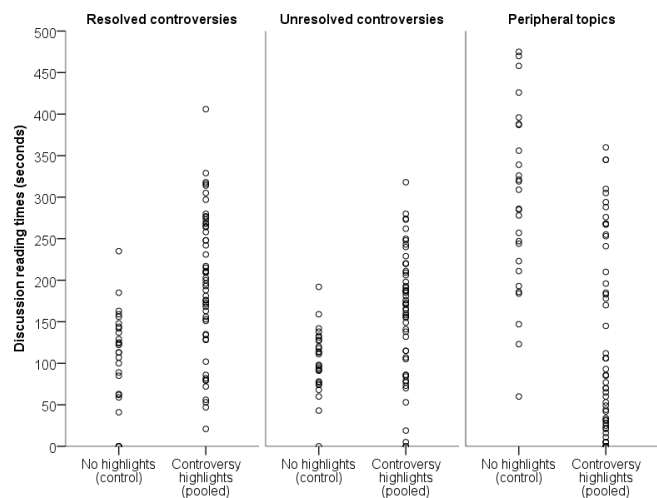 Resolved controversies
Unresolved controversies
Peripheral topics
Discussion reading times (seconds)
500
450
400
350
300
250
200
150
100
50
0
No highlights
(control)
Controversy
highlights
(pooled)
No highlights
(control)
Controversy
highlights
(pooled)
No highlights
(control)
Controversy
highlights
(pooled)